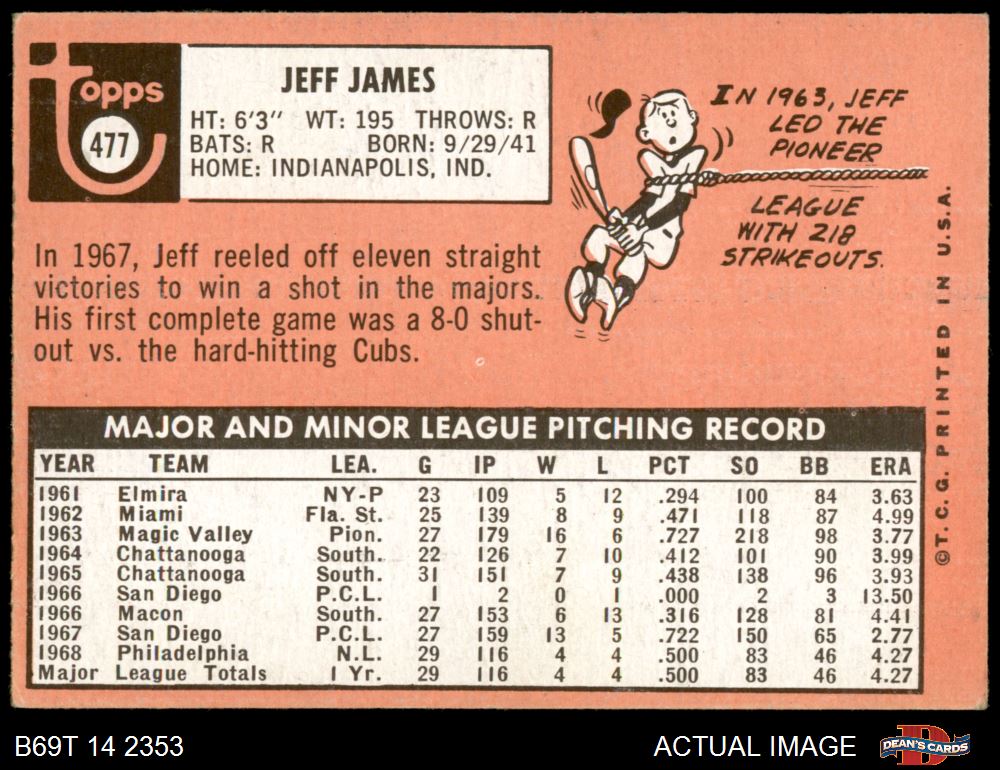 topps
477
JEFF JAMES
HT: 6'3" WT: 195 THROWS: R
BATS: R BORN: 9/29/41
HOME: INDIANAPOLIS, IND.
In 1967, Jeff reeled off eleven straight
victories to win a shot in the majors.
His first complete game was a 8-0 shut-
out vs. the hard-hitting Cubs.
IN 1963, JEFF
LED THE
PIONEER
LEAGUE
WITH 218
STRIKEOUTS.
©T.C.G. PRINTED IN U.S.A.
MAJOR AND MINOR LEAGUE PITCHING RECORD
YEAR TEAM LEA. G IP W L PCT SO BB ERA
1961 Elmira NY-P 23 109 5 12 .294 100 84 3.63
1962 Miami Fla. St. 25 139 8 9 .471 118 87 4.99
1963 Magic Valley Pion. 27 179 16 6 .727 218 98 3.77
1964 Chattanooga South. 22 126 7 10 .412 101 90 3.99
1965 Chattanooga South. 31 151 7 9 .438 138 96 3.93
1966 San Diego P.C.L. 1 2 0 1 .000 2 3 13.50
1966 Macon South. 27 153 6 13 .316 128 81 4.41
1967 San Diego P.C.L. 27 159 13 5 .722 150 65 2.77
1968 Philadelphia N.L. 29 116 4 4 .500 83 46 4.27
Major League Totals 1 Yr. 29 116 4 4 .500 83 46 4.27
B69T 14 2353
ACTUAL IMAGE
D
DEAN'S CARDS